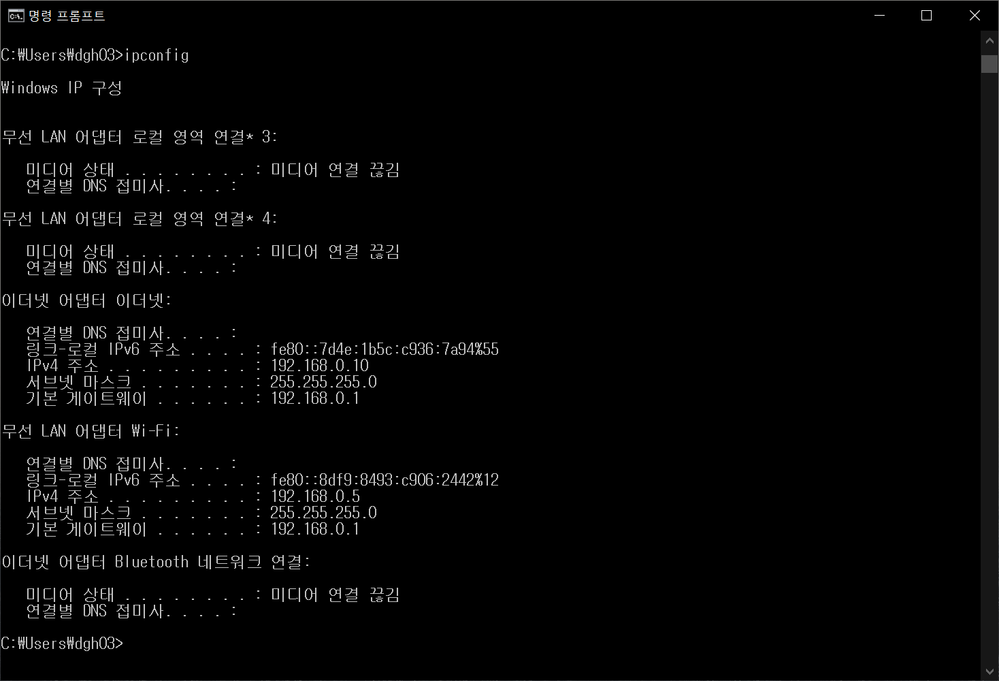 명령 프롬프트
C:₩Users₩dgh03>ipconfig
Windows IP 구성
무선 LAN 어댑터 로컬 영역 연결* 3:
미디어 상태 . . . . . . . . : 미디어 연결 끊김
연결별 DNS 접미사. . . . :
무선 LAN 어댑터 로컬 영역 연결* 4:
미디어 상태 . . . . . . . . : 미디어 연결 끊김
연결별 DNS 접미사. . . . :
이더넷 어댑터 이더넷:
연결별 DNS 접미사. . . . :
링크-로컬 IPv6 주소 . . . . : fe80::7d4e:1b5c:c936:7a94%55
IPv4 주소 . . . . . . . . . : 192.168.0.10
서브넷 마스크 . . . . . . . : 255.255.255.0
기본 게이트웨이 . . . . . . : 192.168.0.1
무선 LAN 어댑터 Wi-Fi:
연결별 DNS 접미사. . . . :
링크-로컬 IPv6 주소 . . . . : fe80::8df9:8493:c906:2442%12
IPv4 주소 . . . . . . . . . : 192.168.0.5
서브넷 마스크 . . . . . . . : 255.255.255.0
기본 게이트웨이 . . . . . . : 192.168.0.1
이더넷 어댑터 Bluetooth 네트워크 연결:
미디어 상태 . . . . . . . . : 미디어 연결 끊김
연결별 DNS 접미사. . . . :
C:₩Users₩dgh03>